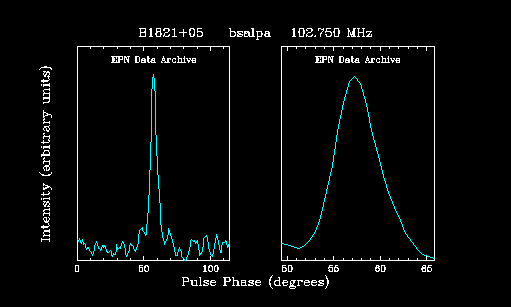 B1821+05 bsalpa 102.750 MHz
EPN Data Archive EPN Data Archive
Intensity (arbitrary units)
0 50 100 50 55 60 65
Pulse Phase (degrees)